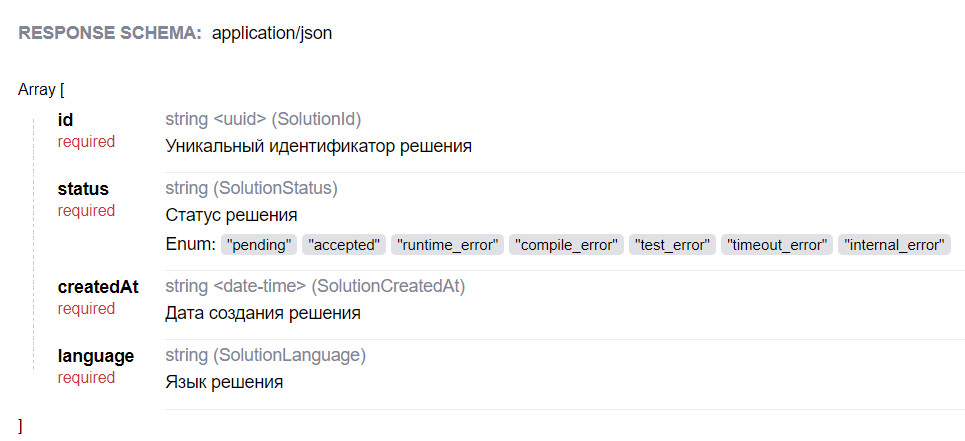 RESPONSE SCHEMA: application/json
Array [
id string <uuid> (SolutionId)
required Уникальный идентификатор решения
status string (SolutionStatus)
required Статус решения
Enum: "pending" "accepted" "runtime_error" "compile_error" "test_error" "timeout_error" "internal_error"
createdAt string <date-time> (SolutionCreatedAt)
required Дата создания решения
language string (SolutionLanguage)
required Язык решения
]